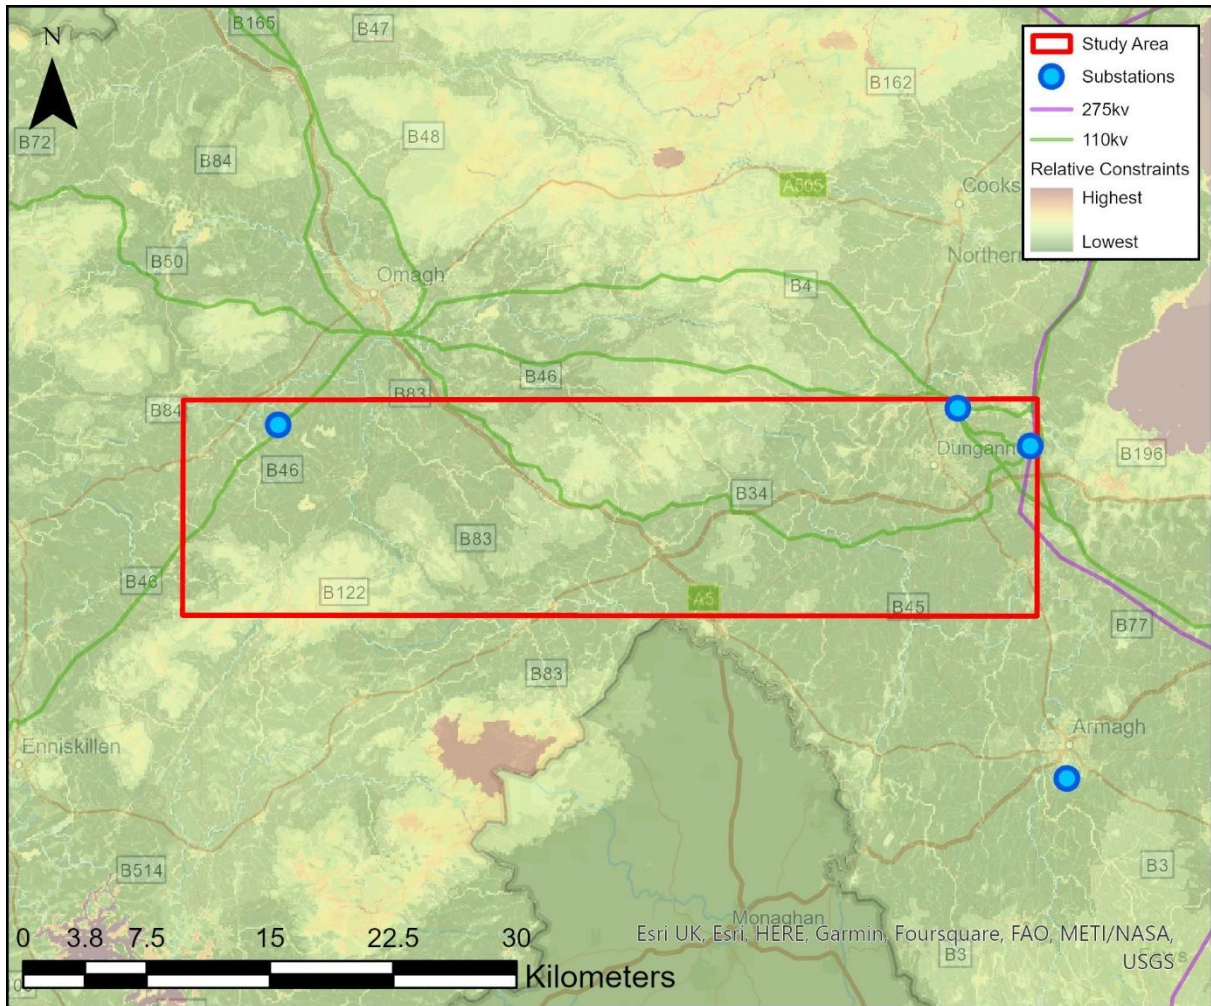 B165
B47
N
B72
B84
B48
B162
A505
Cooks
Study Area
Substations
275kv
110kv
Relative Constraints
Highest
Lowest
Northern
B50
Omagh
B4
B46
B83
B84
B46
Dungann
B196
B34
B83
B46
B122
A5
B45
B77
B83
Enniskillen
Armagh
B514
B3
Monaghan
B3
0 3.8 7.5 15 22.5 30
Kilometers
Esri UK, Esri, HERE, Garmin, Foursquare, FAO, METI/NASA,
USGS